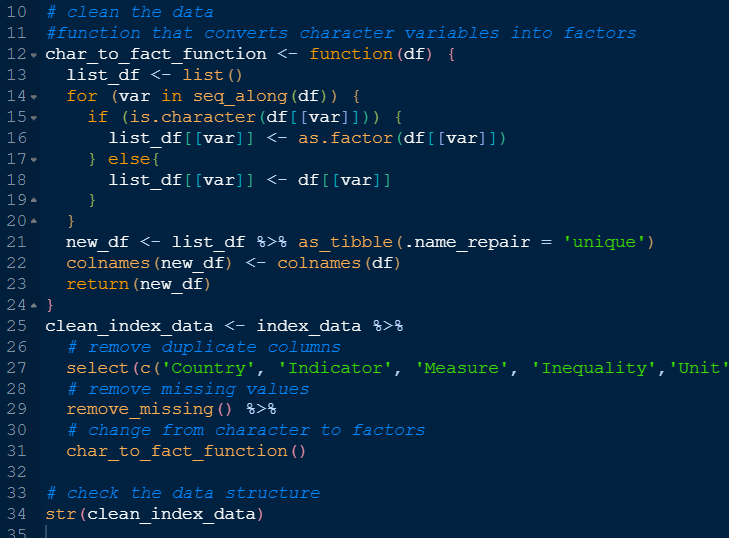 10 # clean the data
11 #function that converts character variables into factors
12 char_to_fact_function <- function(df) {
13   list_df <- list()
14   for (var in seq_along(df)) {
15     if (is.character(df[[var]])) {
16       list_df[[var]] <- as.factor(df[[var]])
17     } else{
18       list_df[[var]] <- df[[var]]
19     }
20   }
21   new_df <- list_df %>% as_tibble(.name_repair = 'unique')
22   colnames(new_df) <- colnames(df)
23   return(new_df)
24 }
25 clean_index_data <- index_data %>%
26   # remove duplicate columns
27   select(c('Country', 'Indicator', 'Measure', 'Inequality','Unit'
28   # remove missing values
29   remove_missing() %>%
30   # change from character to factors
31   char_to_fact_function()
32
33 # check the data structure
34 str(clean_index_data)
35